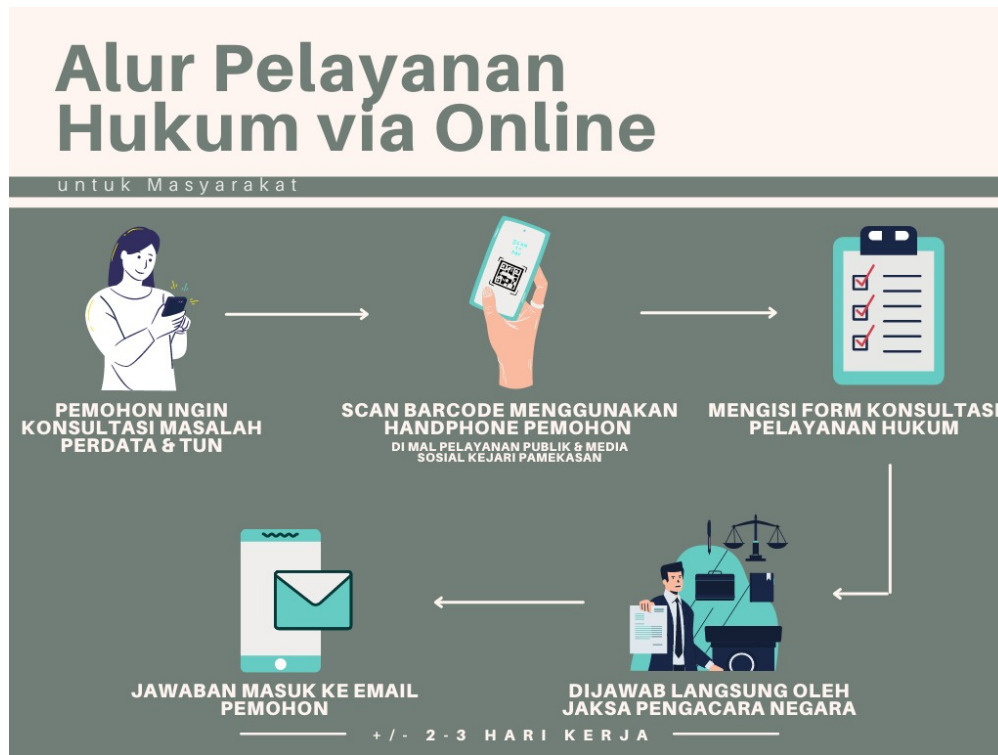 Alur Pelayanan
Hukum via Online
untuk Masyarakat
PEMOHON INGIN
KONSULTASI MASALAH
PERDATA & TUN
SCAN BARCODE MENGGUNAKAN
HANDPHONE PEMOHON
DI MAL PELAYANAN PUBLIK & MEDIA
SOSIAL KEJARI PAMEKASAN
MENGISI FORM KONSULTASI
PELAYANAN HUKUM
DIJAWAB LANGSUNG OLEH
JAKSA PENGACARA NEGARA
JAWABAN MASUK KE EMAIL
PEMOHON
+/- 2-3 HARI KERJA